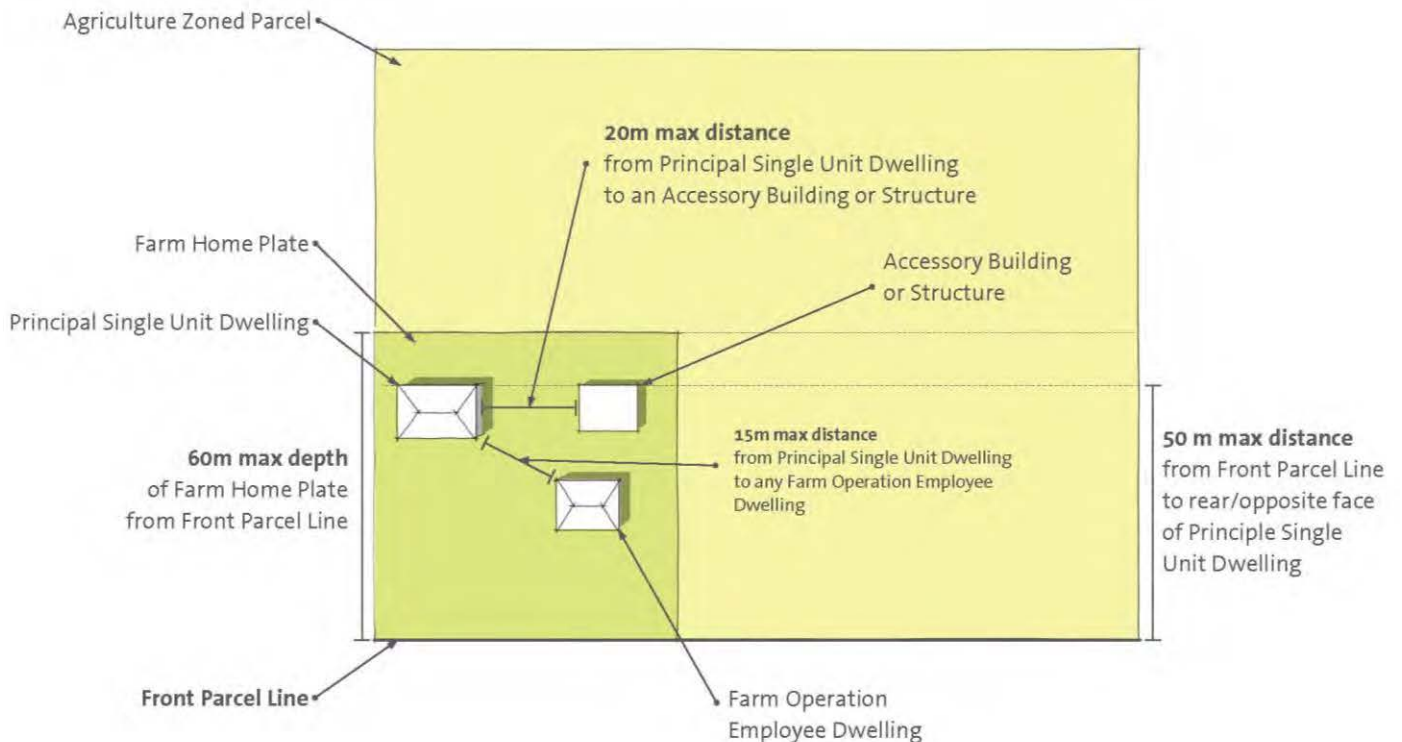 Agriculture Zoned Parcel
20m max distance
from Principal Single Unit Dwelling
to an Accessory Building or Structure
Farm Home Plate
Accessory Building
or Structure
Principal Single Unit Dwelling
15m max distance
from Principal Single Unit Dwelling
to any Farm Operation Employee
Dwelling
60m max depth
of Farm Home Plate
from Front Parcel Line
50 m max distance
from Front Parcel Line
to rear/opposite face
of Principle Single
Unit Dwelling
Front Parcel Line
Farm Operation
Employee Dwelling